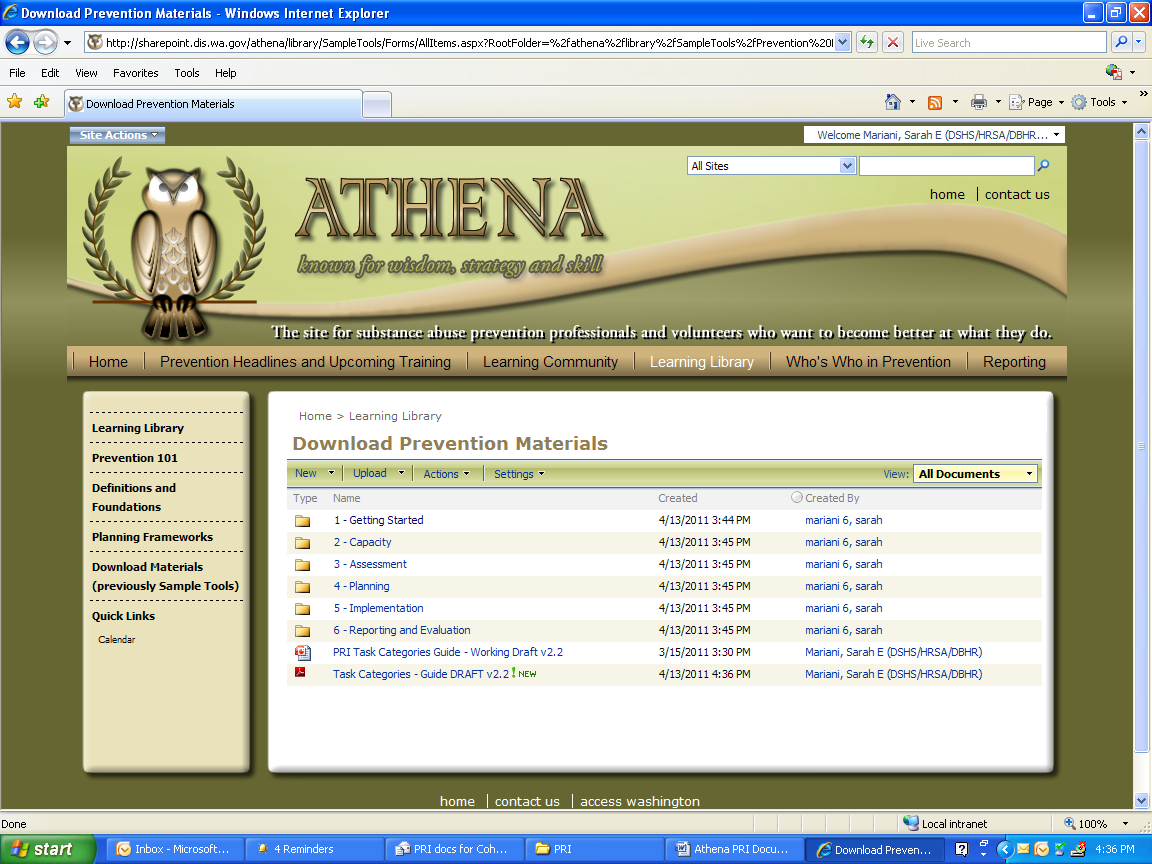 Download Prevention Materials - Windows Internet Explorer
http://sharepoint.dis.wa.gov/athena/library/SampleTools/Forms/AllItems.aspx?RootFolder=%2fathena%2flibrary%2fSampleTools%2fPrevention%20
Live Search
File Edit View Favorites Tools Help
Download Prevention Materials
Page Tools »
Site Actions
Welcome Mariani, Sarah E (DSHS/HRSA/DBHR...
All Sites
home | contact us
ATHENA
known for wisdom, strategy and skill
The site for substance abuse prevention professionals and volunteers who want to become better at what they do.
Home | Prevention Headlines and Upcoming Training | Learning Community | Learning Library | Who's Who in Prevention | Reporting
Learning Library
Prevention 101
Definitions and
Foundations
Planning Frameworks
Download Materials
(previously Sample Tools)
Quick Links
Calendar
Home > Learning Library
Download Prevention Materials
New Upload Actions Settings View: All Documents
Type Name Created Created By
1 - Getting Started 4/13/2011 3:44 PM mariani 6, sarah
2 - Capacity 4/13/2011 3:45 PM mariani 6, sarah
3 - Assessment 4/13/2011 3:45 PM mariani 6, sarah
4 - Planning 4/13/2011 3:45 PM mariani 6, sarah
5 - Implementation 4/13/2011 3:45 PM mariani 6, sarah
6 - Reporting and Evaluation 4/13/2011 3:45 PM mariani 6, sarah
PRI Task Categories Guide - Working Draft v2.2 3/15/2011 3:30 PM Mariani, Sarah E (DSHS/HRSA/DBHR)
Task Categories - Guide DRAFT v2.2 ! NEW 4/13/2011 4:36 PM Mariani, Sarah E (DSHS/HRSA/DBHR)
home | contact us | access washington
Done Local intranet 100%
start Inbox - Microsoft... 4 Reminders PRI docs for Coh... PRI Athena PRI Docu... Download Preven... 4:36 PM